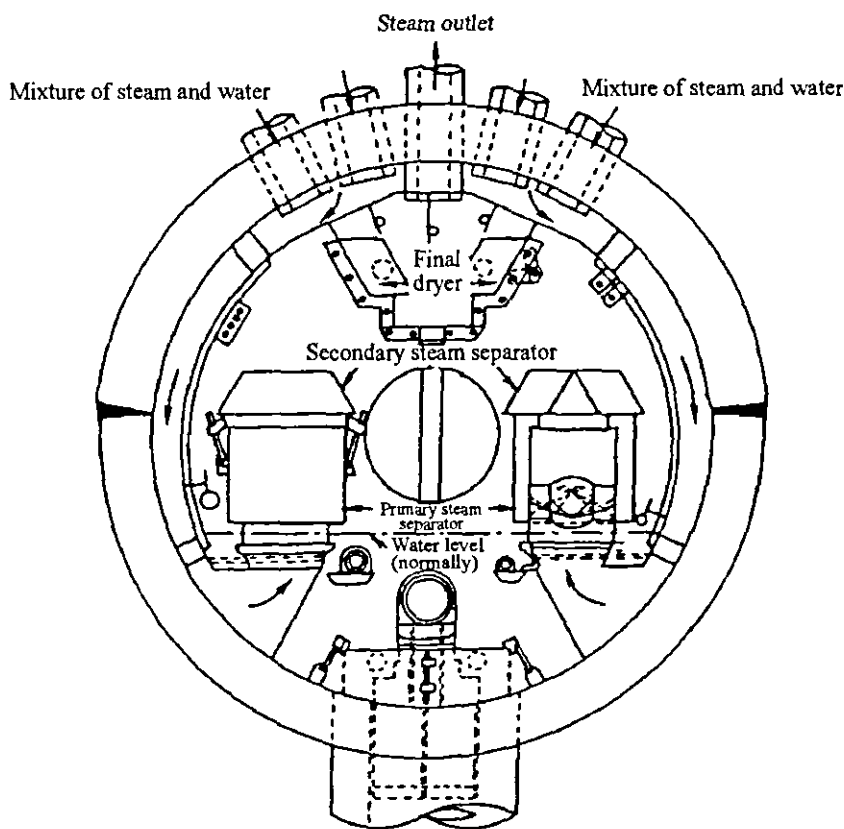 Steam outlet
Mixture of steam and water
Mixture of steam and water
Final
dryer
Secondary steam separator
Primary steam
separator
Water level
(normally)